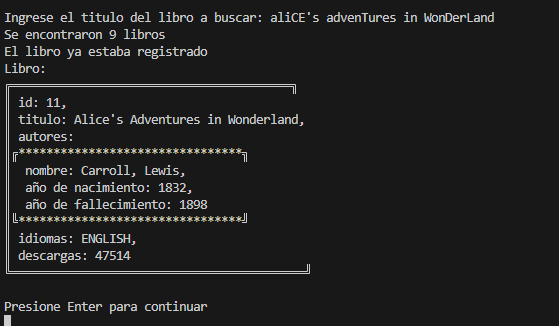 Ingrese el titulo del libro a buscar: aliCE's advenTures in WonDerLand
Se encontraron 9 libros
El libro ya estaba registrado
Libro:
id: 11,
titulo: Alice's Adventures in Wonderland,
autores:
********************************
nombre: Carroll, Lewis,
año de nacimiento: 1832,
año de fallecimiento: 1898
********************************
idiomas: ENGLISH,
descargas: 47514
Presione Enter para continuar